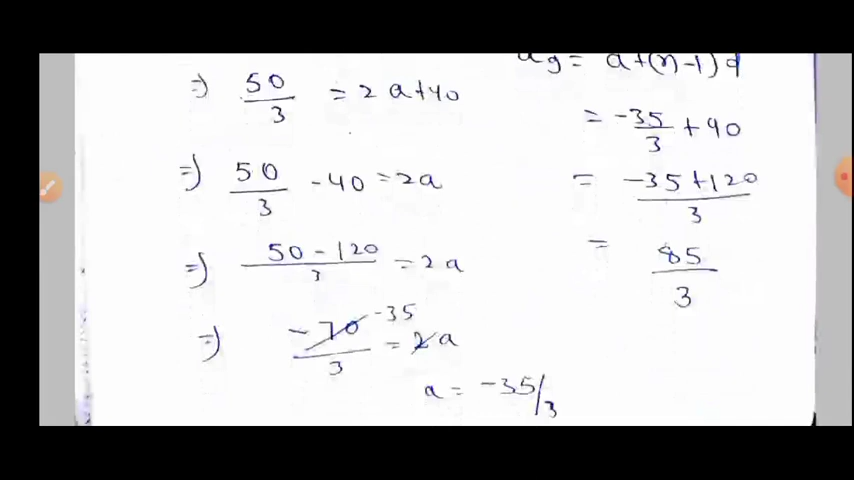 =) 50/3 = 2a+40
=) 50/3 -40 = 2a
=) 50-120/3 = 2a
=) -70/3 -35 = 2a
a = -35/3
a9 = a+(n-1)d
= -35/3 + 40
= -35+120/3
= 85/3